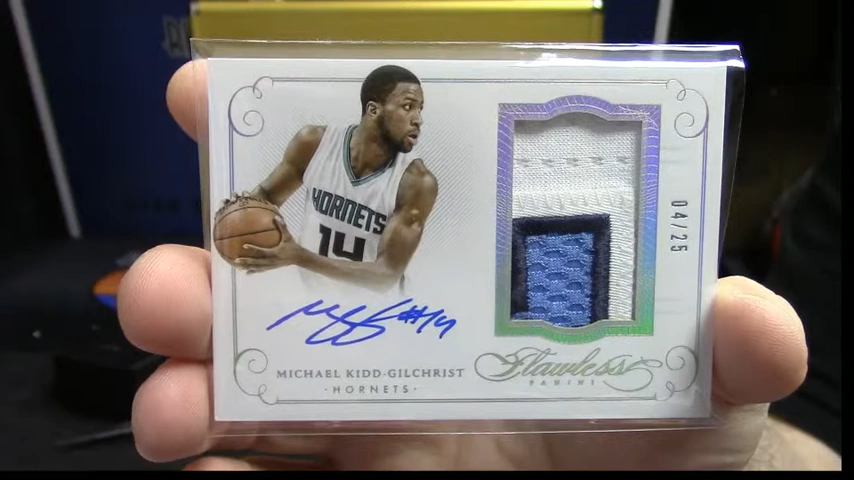 HORNETS
14
04/25
#14
MICHAEL KIDD-GILCHRIST
·HORNETS·
Flawless
PANINI